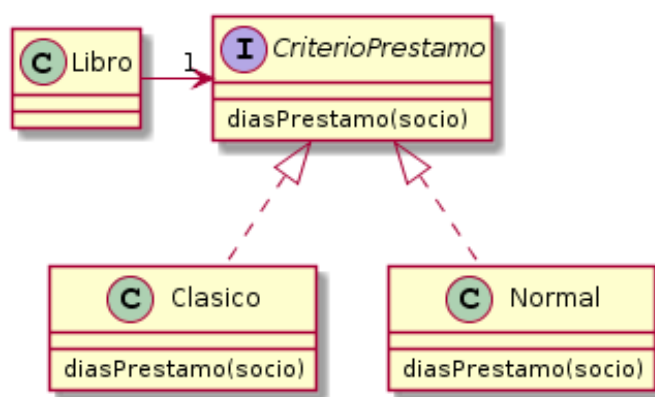 C Libro
1
I CriterioPrestamo
diasPrestamo(socio)
C Clasico
diasPrestamo(socio)
C Normal
diasPrestamo(socio)